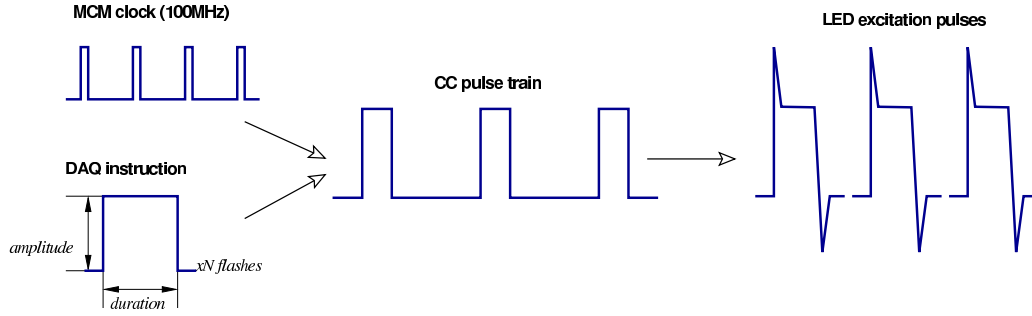 MCM clock (100MHz)
LED excitation pulses
CC pulse train
DAQ instruction
amplitude
xN flashes
duration